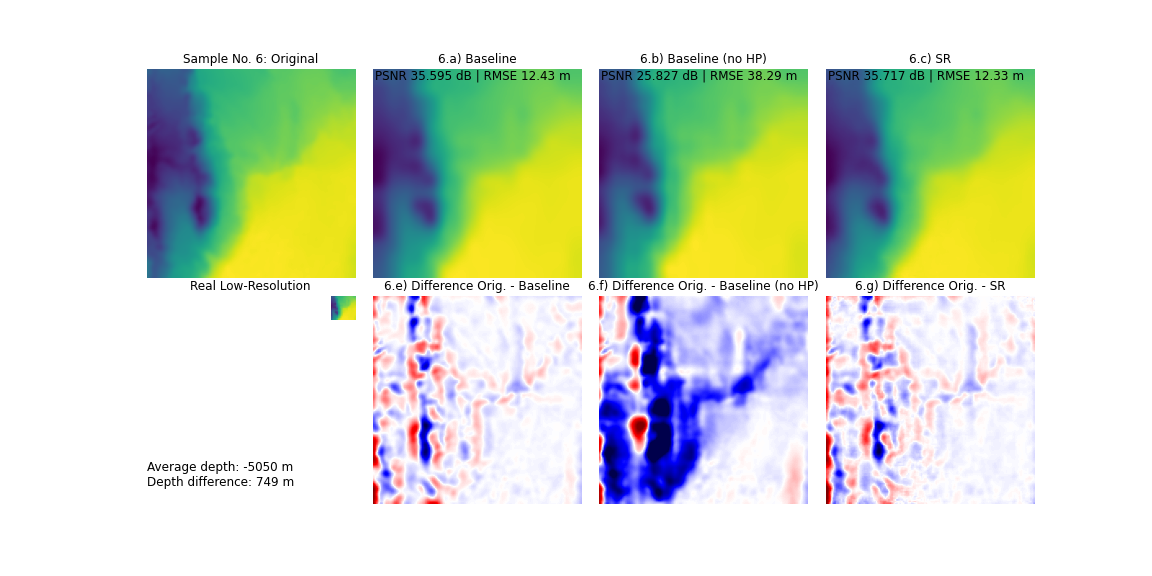 Sample No. 6: Original
6.a) Baseline
6.b) Baseline (no HP)
6.c) SR
PSNR 35.595 dB | RMSE 12.43 m
PSNR 25.827 dB | RMSE 38.29 m
PSNR 35.717 dB | RMSE 12.33 m
Real Low-Resolution
6.e) Difference Orig. - Baseline
6.f) Difference Orig. - Baseline (no HP)
6.g) Difference Orig. - SR
Average depth: -5050 m
Depth difference: 749 m